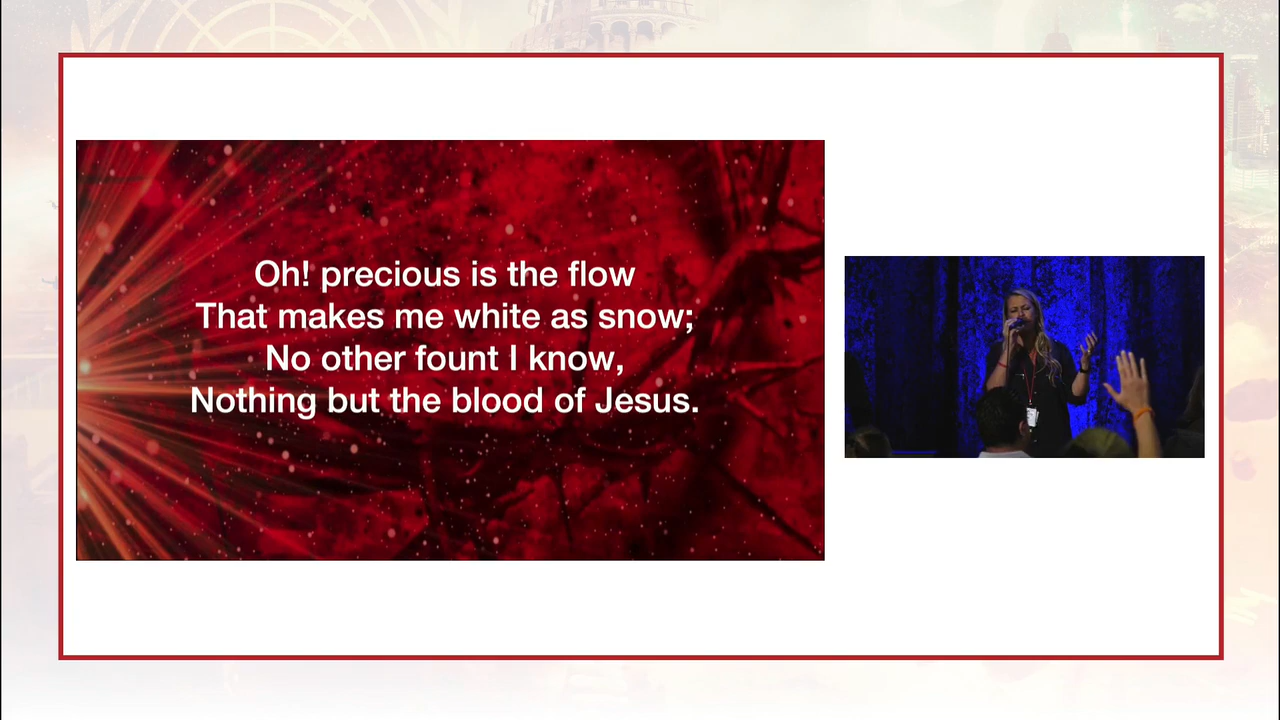 Oh! precious is the flow
That makes me white as snow;
No other fount I know,
Nothing but the blood of Jesus.